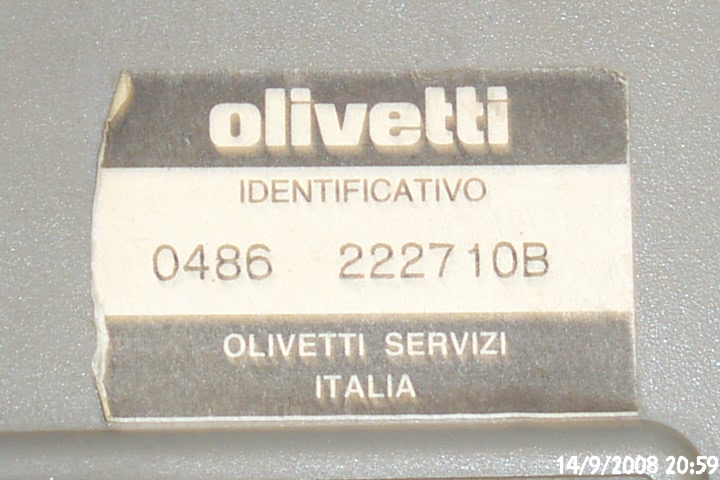 olivetti
IDENTIFICATIVO
0486 222710B
OLIVETTI SERVIZI
ITALIA
14/9/2008 20:59